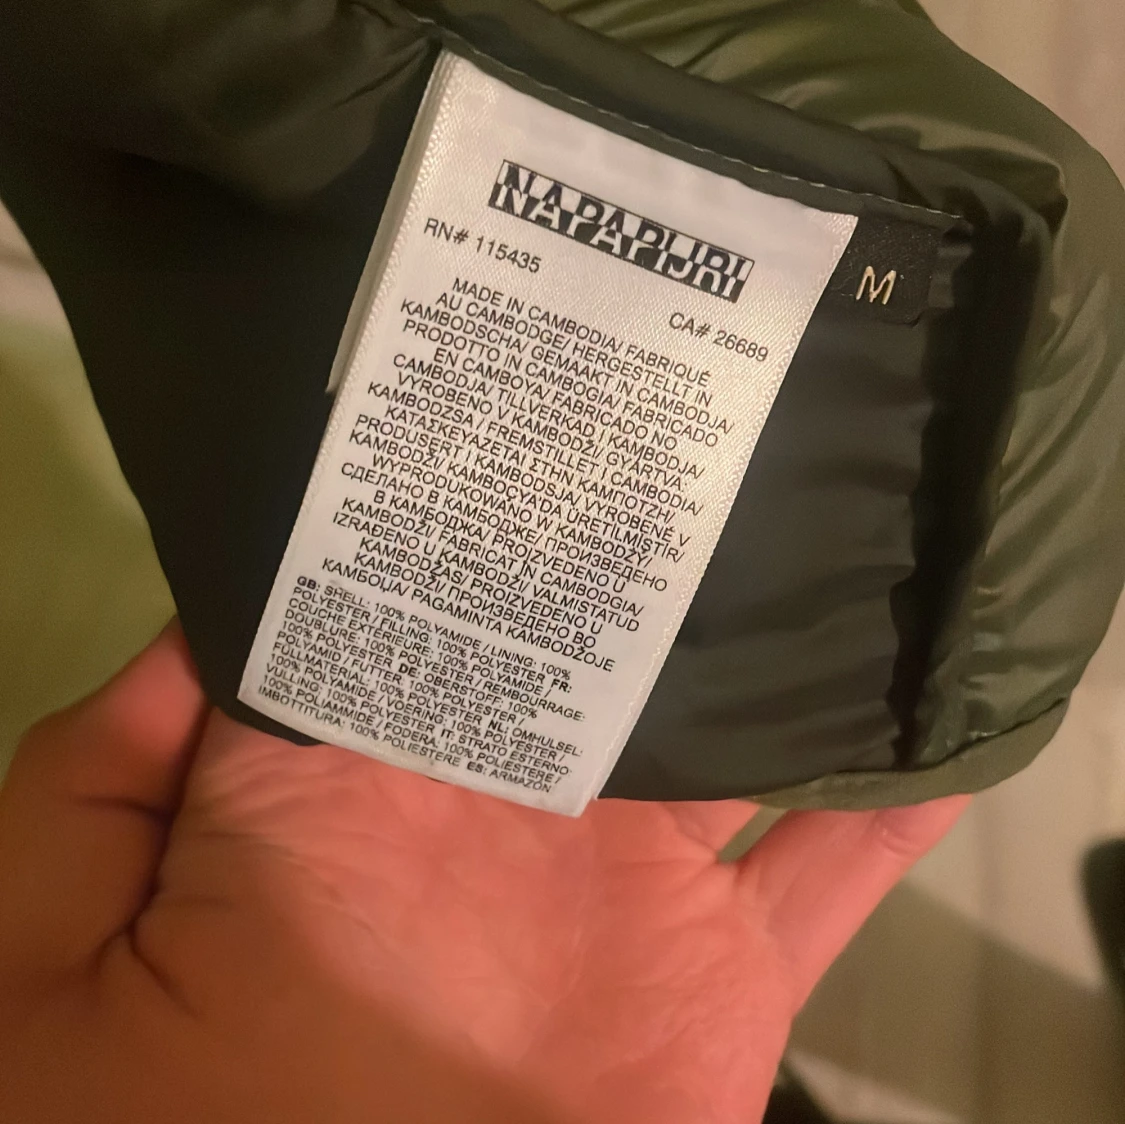 NAPAPIJRI
M
RN# 115435
CA# 26689
MADE IN CAMBODIA/ FABRIQUÉ
AU CAMBODGE/ HERGESTELLT IN
KAMBODSCHA/ GEMAAKT IN CAMBODJA/
PRODOTTO IN CAMBOGIA/ FABRICADO
EN CAMBOYA/ FABRICADO NO
CAMBODJA/ TILLVERKAD I KAMBODJA/
VYROBENO V KAMBODŽI/ GYÁRTVA:
KAMBODZSA / FREMSTILLET I CAMBODIA/
ΚΑΤΑΣΚΕΥΑΖΕΤΑΙ ΣΤΗΝ ΚΑΜΠΟΤΖΗ/
PRODUSERT I KAMBODSJA/ VYROBENÉ V
KAMBODŽI/ KAMBOÇYA'DA ÜRETILMIŞTIR/
WYPRODUKOWANO W KAMBODŻY/
СДЕЛАНО В КАМБОДЖЕ/ ПРОИЗВЕДЕНО
В КАМБОДЖА/ PROIZVEDENO U
KAMBODŽI/ FABRICAT ÎN CAMBODGIA/
IZRAĐENO U KAMBODŽI/ VALMISTATUD
KAMBODŽAS/ PROIZVEDENO U
KAMBODŽI/ ПРОИЗВЕДЕНО ВО
КАМБОЏА/ PAGAMINTA KAMBODŽOJE
GB: SHELL: 100% POLYAMIDE / LINING: 100%
POLYESTER / FILLING: 100% POLYESTER FR:
COUCHE EXTÉRIEURE: 100% POLYAMIDE /
DOUBLURE: 100% POLYESTER / REMBOURRAGE:
100% POLYESTER DE: OBERSTOFF: 100%
POLYAMID / FUTTER: 100% POLYESTER /
FÜLLMATERIAL: 100% POLYESTER NL: OMHULSEL:
100% POLYAMIDE / VOERING: 100% POLYESTER /
VULLING: 100% POLYESTER IT: STRATO ESTERNO:
100% POLIAMMIDE / FODERA: 100% POLIESTERE /
IMBOTTITURA: 100% POLIESTERE ES: ARMAZÓN